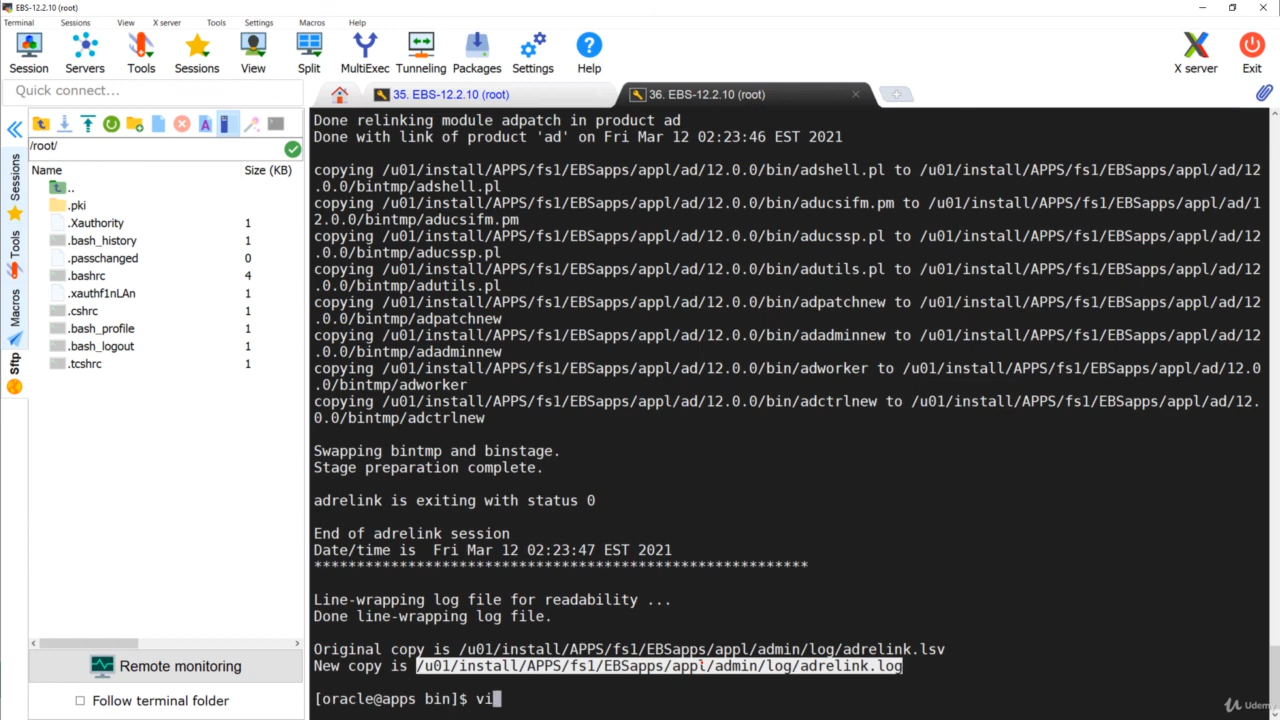 EBS-12.2.10 (root)
Terminal Sessions View X server Tools Settings Macros Help
Session Servers Tools Sessions View Split MultiExec Tunneling Packages Settings Help X server Exit
Quick connect...
35. EBS-12.2.10 (root)
36. EBS-12.2.10 (root)
Sessions
Tools
Macros
Sftp
/root/
Name Size (KB)
..
.pki
.Xauthority 1
.bash_history 1
.passchanged 0
.bashrc 4
.xauthf1nLAn 1
.cshrc 1
.bash_profile 1
.bash_logout 1
.tcshrc 1
Remote monitoring
Follow terminal folder
Done relinking module adpatch in product ad
Done with link of product 'ad' on Fri Mar 12 02:23:46 EST 2021
copying /u01/install/APPS/fs1/EBSapps/appl/ad/12.0.0/bin/adshell.pl to /u01/install/APPS/fs1/EBSapps/appl/ad/12
.0.0/bintmp/adshell.pl
copying /u01/install/APPS/fs1/EBSapps/appl/ad/12.0.0/bin/aducsifm.pm to /u01/install/APPS/fs1/EBSapps/appl/ad/1
2.0.0/bintmp/aducsifm.pm
copying /u01/install/APPS/fs1/EBSapps/appl/ad/12.0.0/bin/aducssp.pl to /u01/install/APPS/fs1/EBSapps/appl/ad/12
.0.0/bintmp/aducssp.pl
copying /u01/install/APPS/fs1/EBSapps/appl/ad/12.0.0/bin/adutils.pl to /u01/install/APPS/fs1/EBSapps/appl/ad/12
.0.0/bintmp/adutils.pl
copying /u01/install/APPS/fs1/EBSapps/appl/ad/12.0.0/bin/adpatchnew to /u01/install/APPS/fs1/EBSapps/appl/ad/12
.0.0/bintmp/adpatchnew
copying /u01/install/APPS/fs1/EBSapps/appl/ad/12.0.0/bin/adadminnew to /u01/install/APPS/fs1/EBSapps/appl/ad/12
.0.0/bintmp/adadminnew
copying /u01/install/APPS/fs1/EBSapps/appl/ad/12.0.0/bin/adworker to /u01/install/APPS/fs1/EBSapps/appl/ad/12.0
.0/bintmp/adworker
copying /u01/install/APPS/fs1/EBSapps/appl/ad/12.0.0/bin/adctrlnew to /u01/install/APPS/fs1/EBSapps/appl/ad/12.
0.0/bintmp/adctrlnew
Swapping bintmp and binstage.
Stage preparation complete.
adrelink is exiting with status 0
End of adrelink session
Date/time is Fri Mar 12 02:23:47 EST 2021
**********************************************************
Line-wrapping log file for readability ...
Done line-wrapping log file.
Original copy is /u01/install/APPS/fs1/EBSapps/appl/admin/log/adrelink.lsv
New copy is /u01/install/APPS/fs1/EBSapps/appl/admin/log/adrelink.log
[oracle@apps bin]$ vi
Udemy